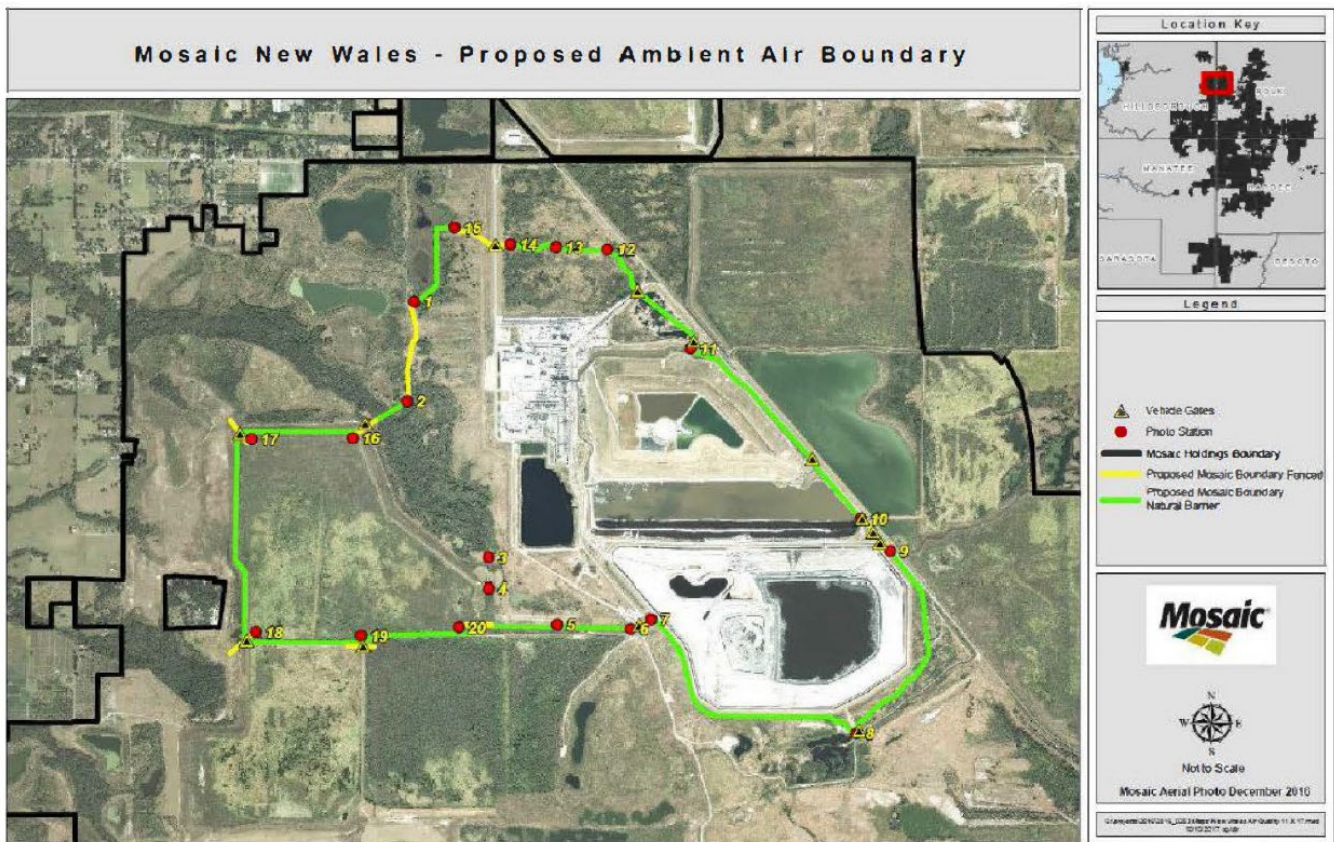 Mosaic New Wales - Proposed Ambient Air Boundary
15
14
13
12
1
11
2
17
16
10
9
3
4
7
20
5
6
18
19
8
Location Key
HILLSBOROUGH
POLK
MANATEE
HARDEE
SARASOTA
DESOTO
Legend
Vehicle Gates
Photo Station
Mosaic Holdings Boundary
Proposed Mosaic Boundary Fenced
Proposed Mosaic Boundary
Natural Barrier
Mosaic
N
W E
S
Not to Scale
Mosaic Aerial Photo December 2016